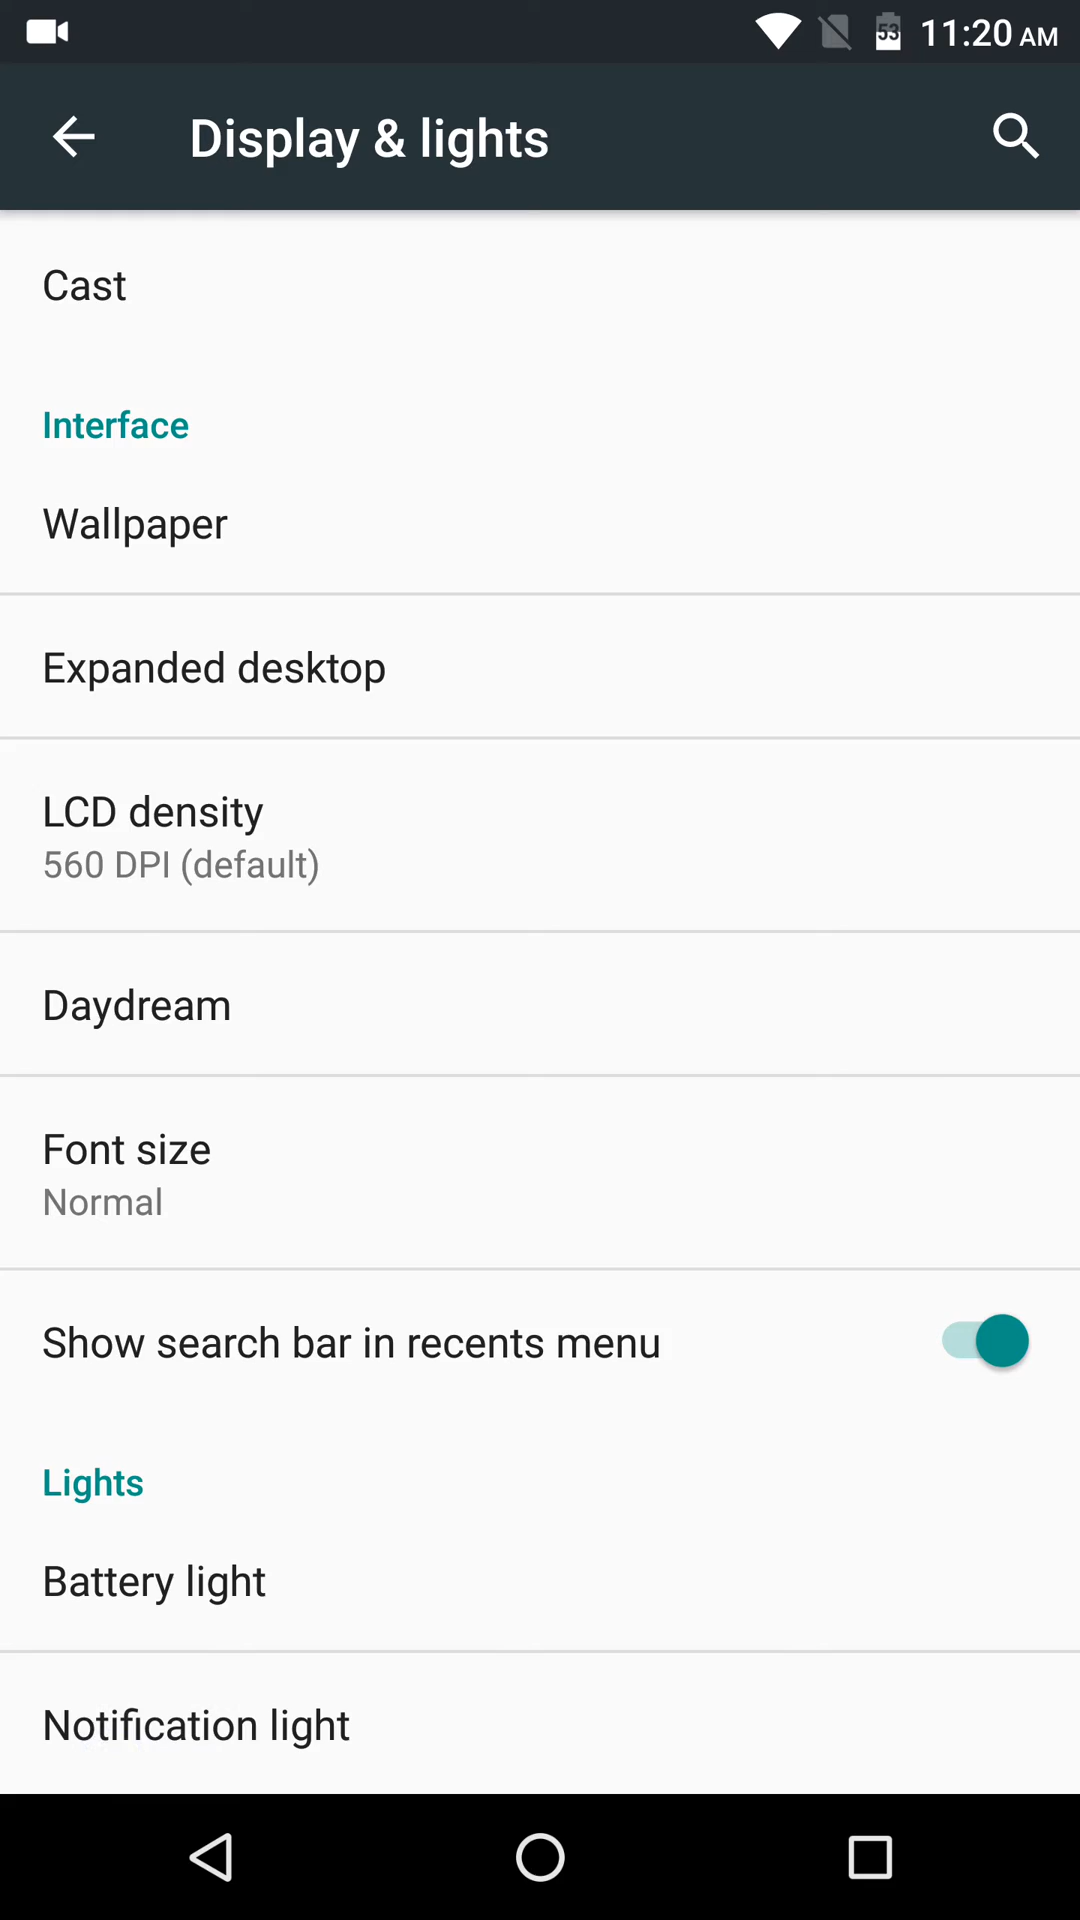 53 11:20 AM
Display & lights
Cast
Interface
Wallpaper
Expanded desktop
LCD density
560 DPI (default)
Daydream
Font size
Normal
Show search bar in recents menu
Lights
Battery light
Notification light